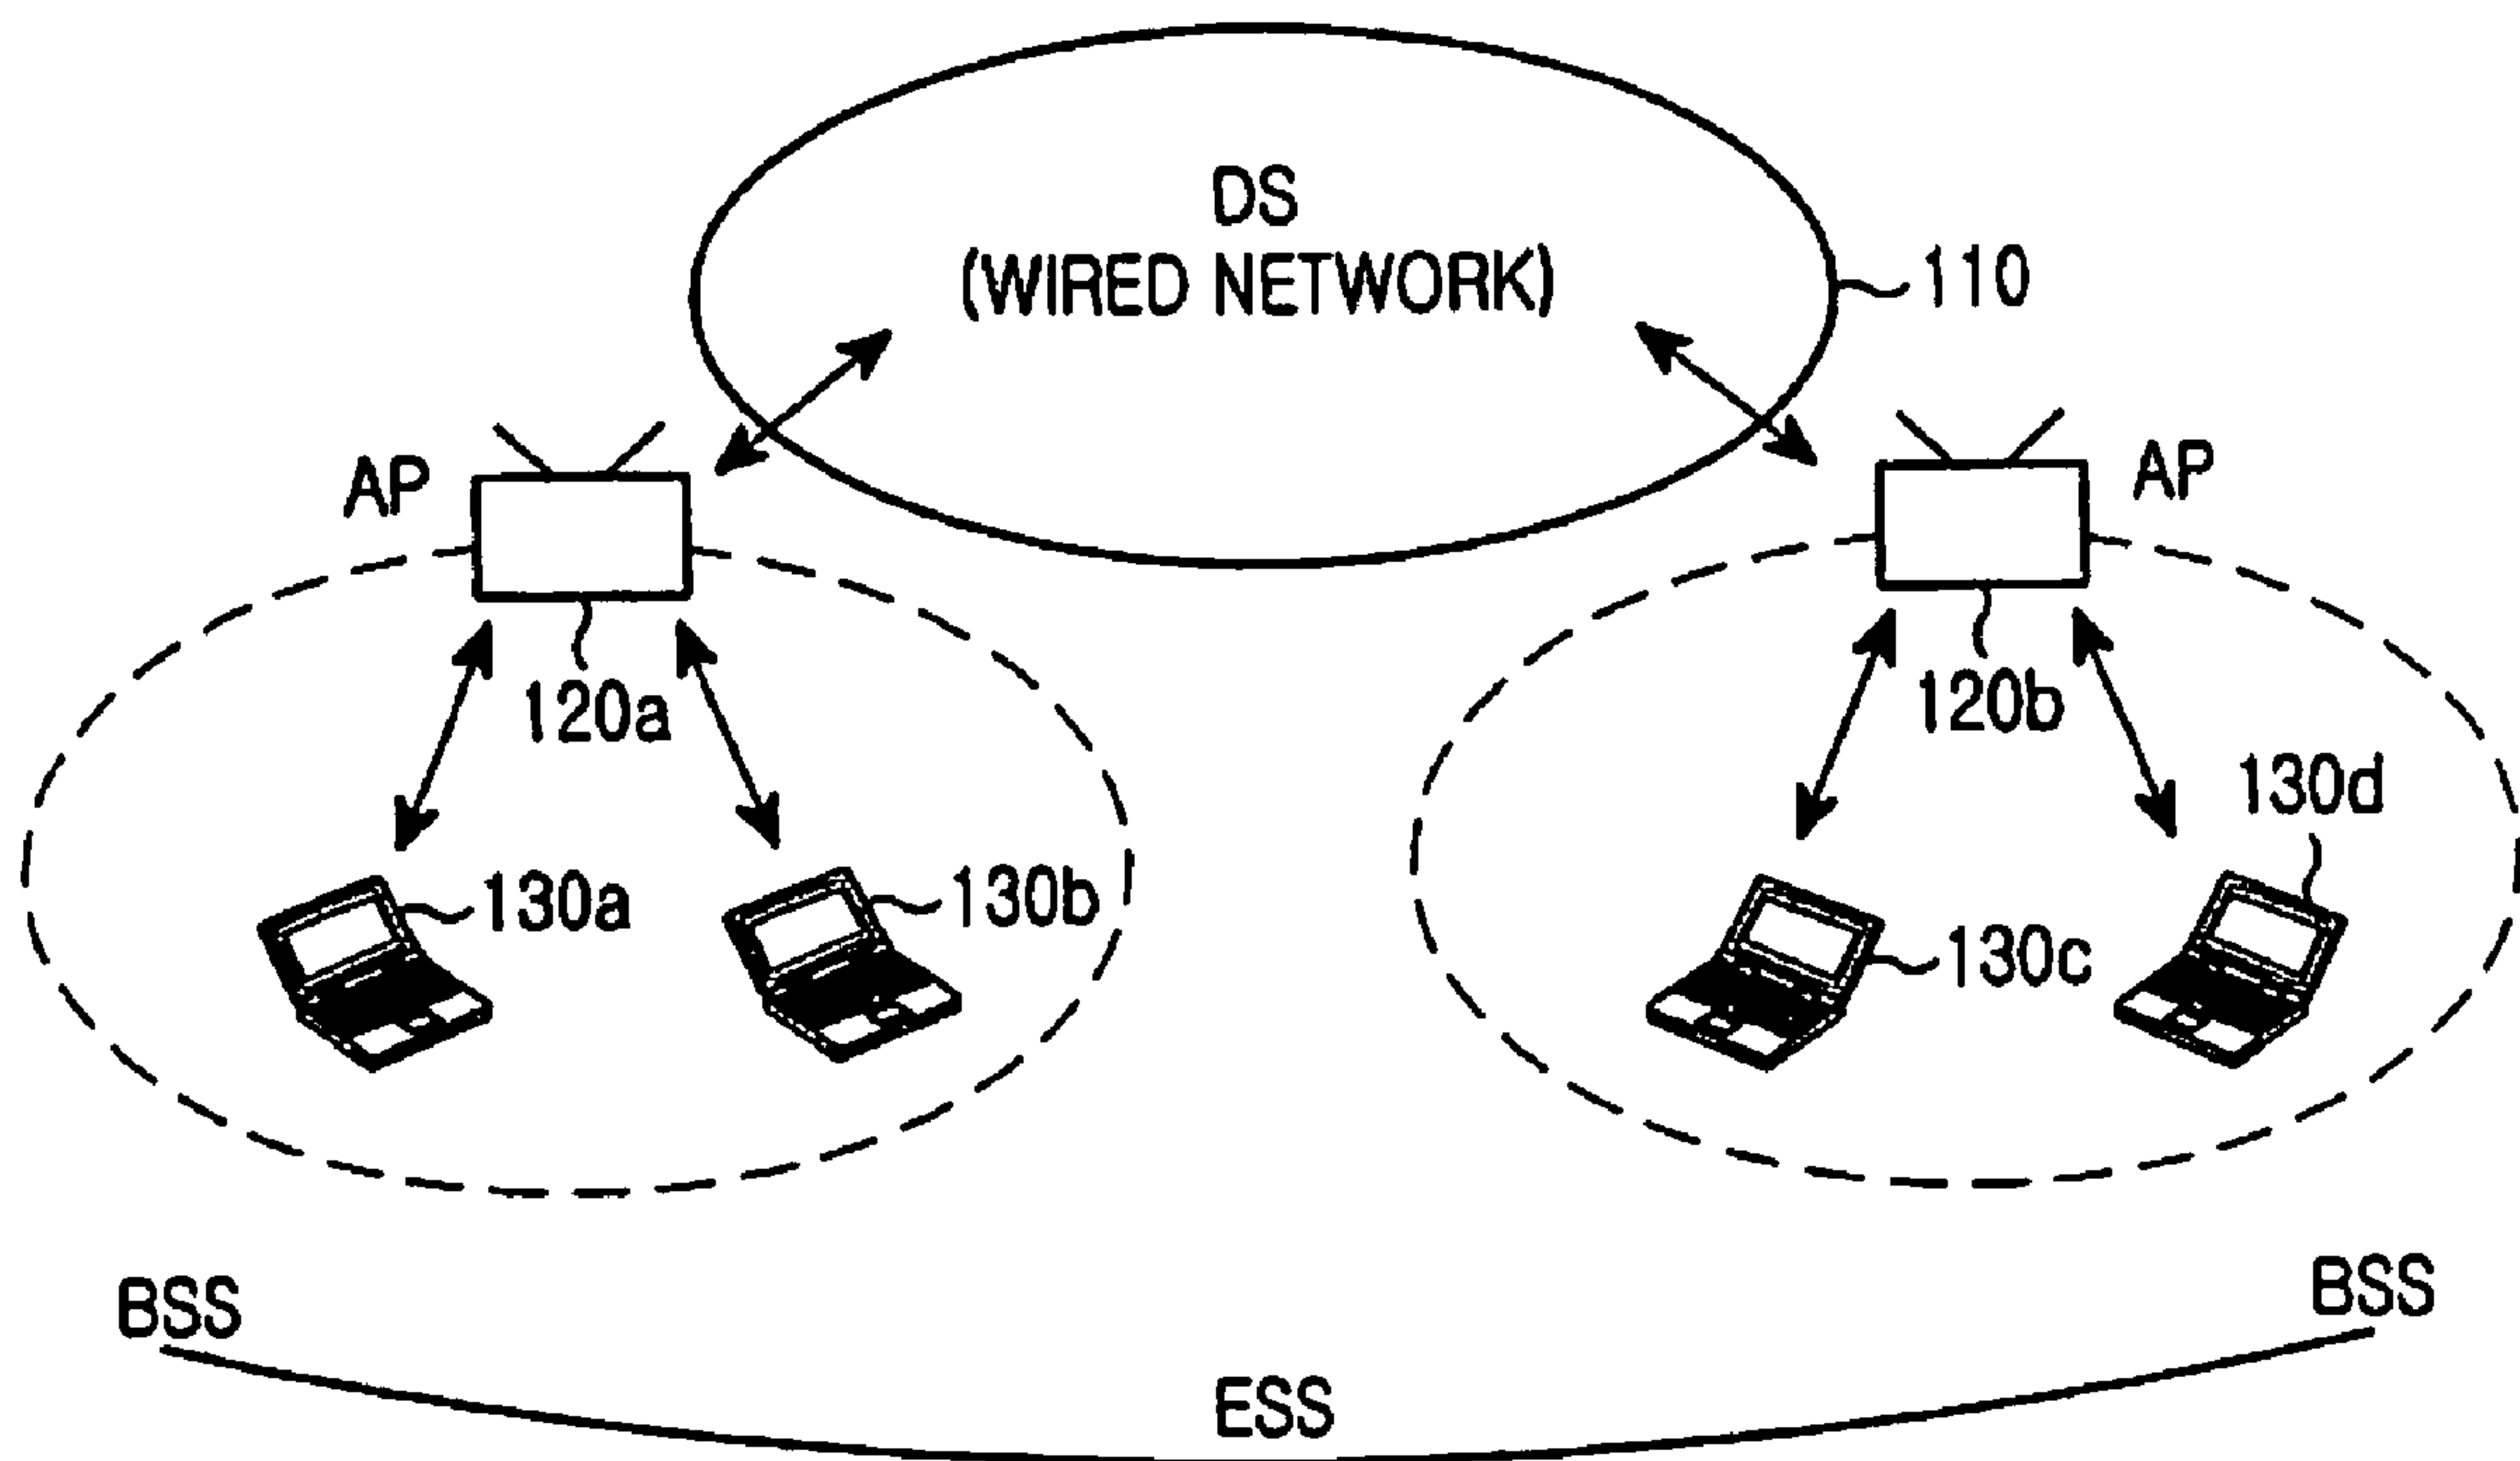 DS
(WIRED NETWORK)
110
AP
AP
120a
120b
130d
130a
130b
130c
BSS
BSS
ESS